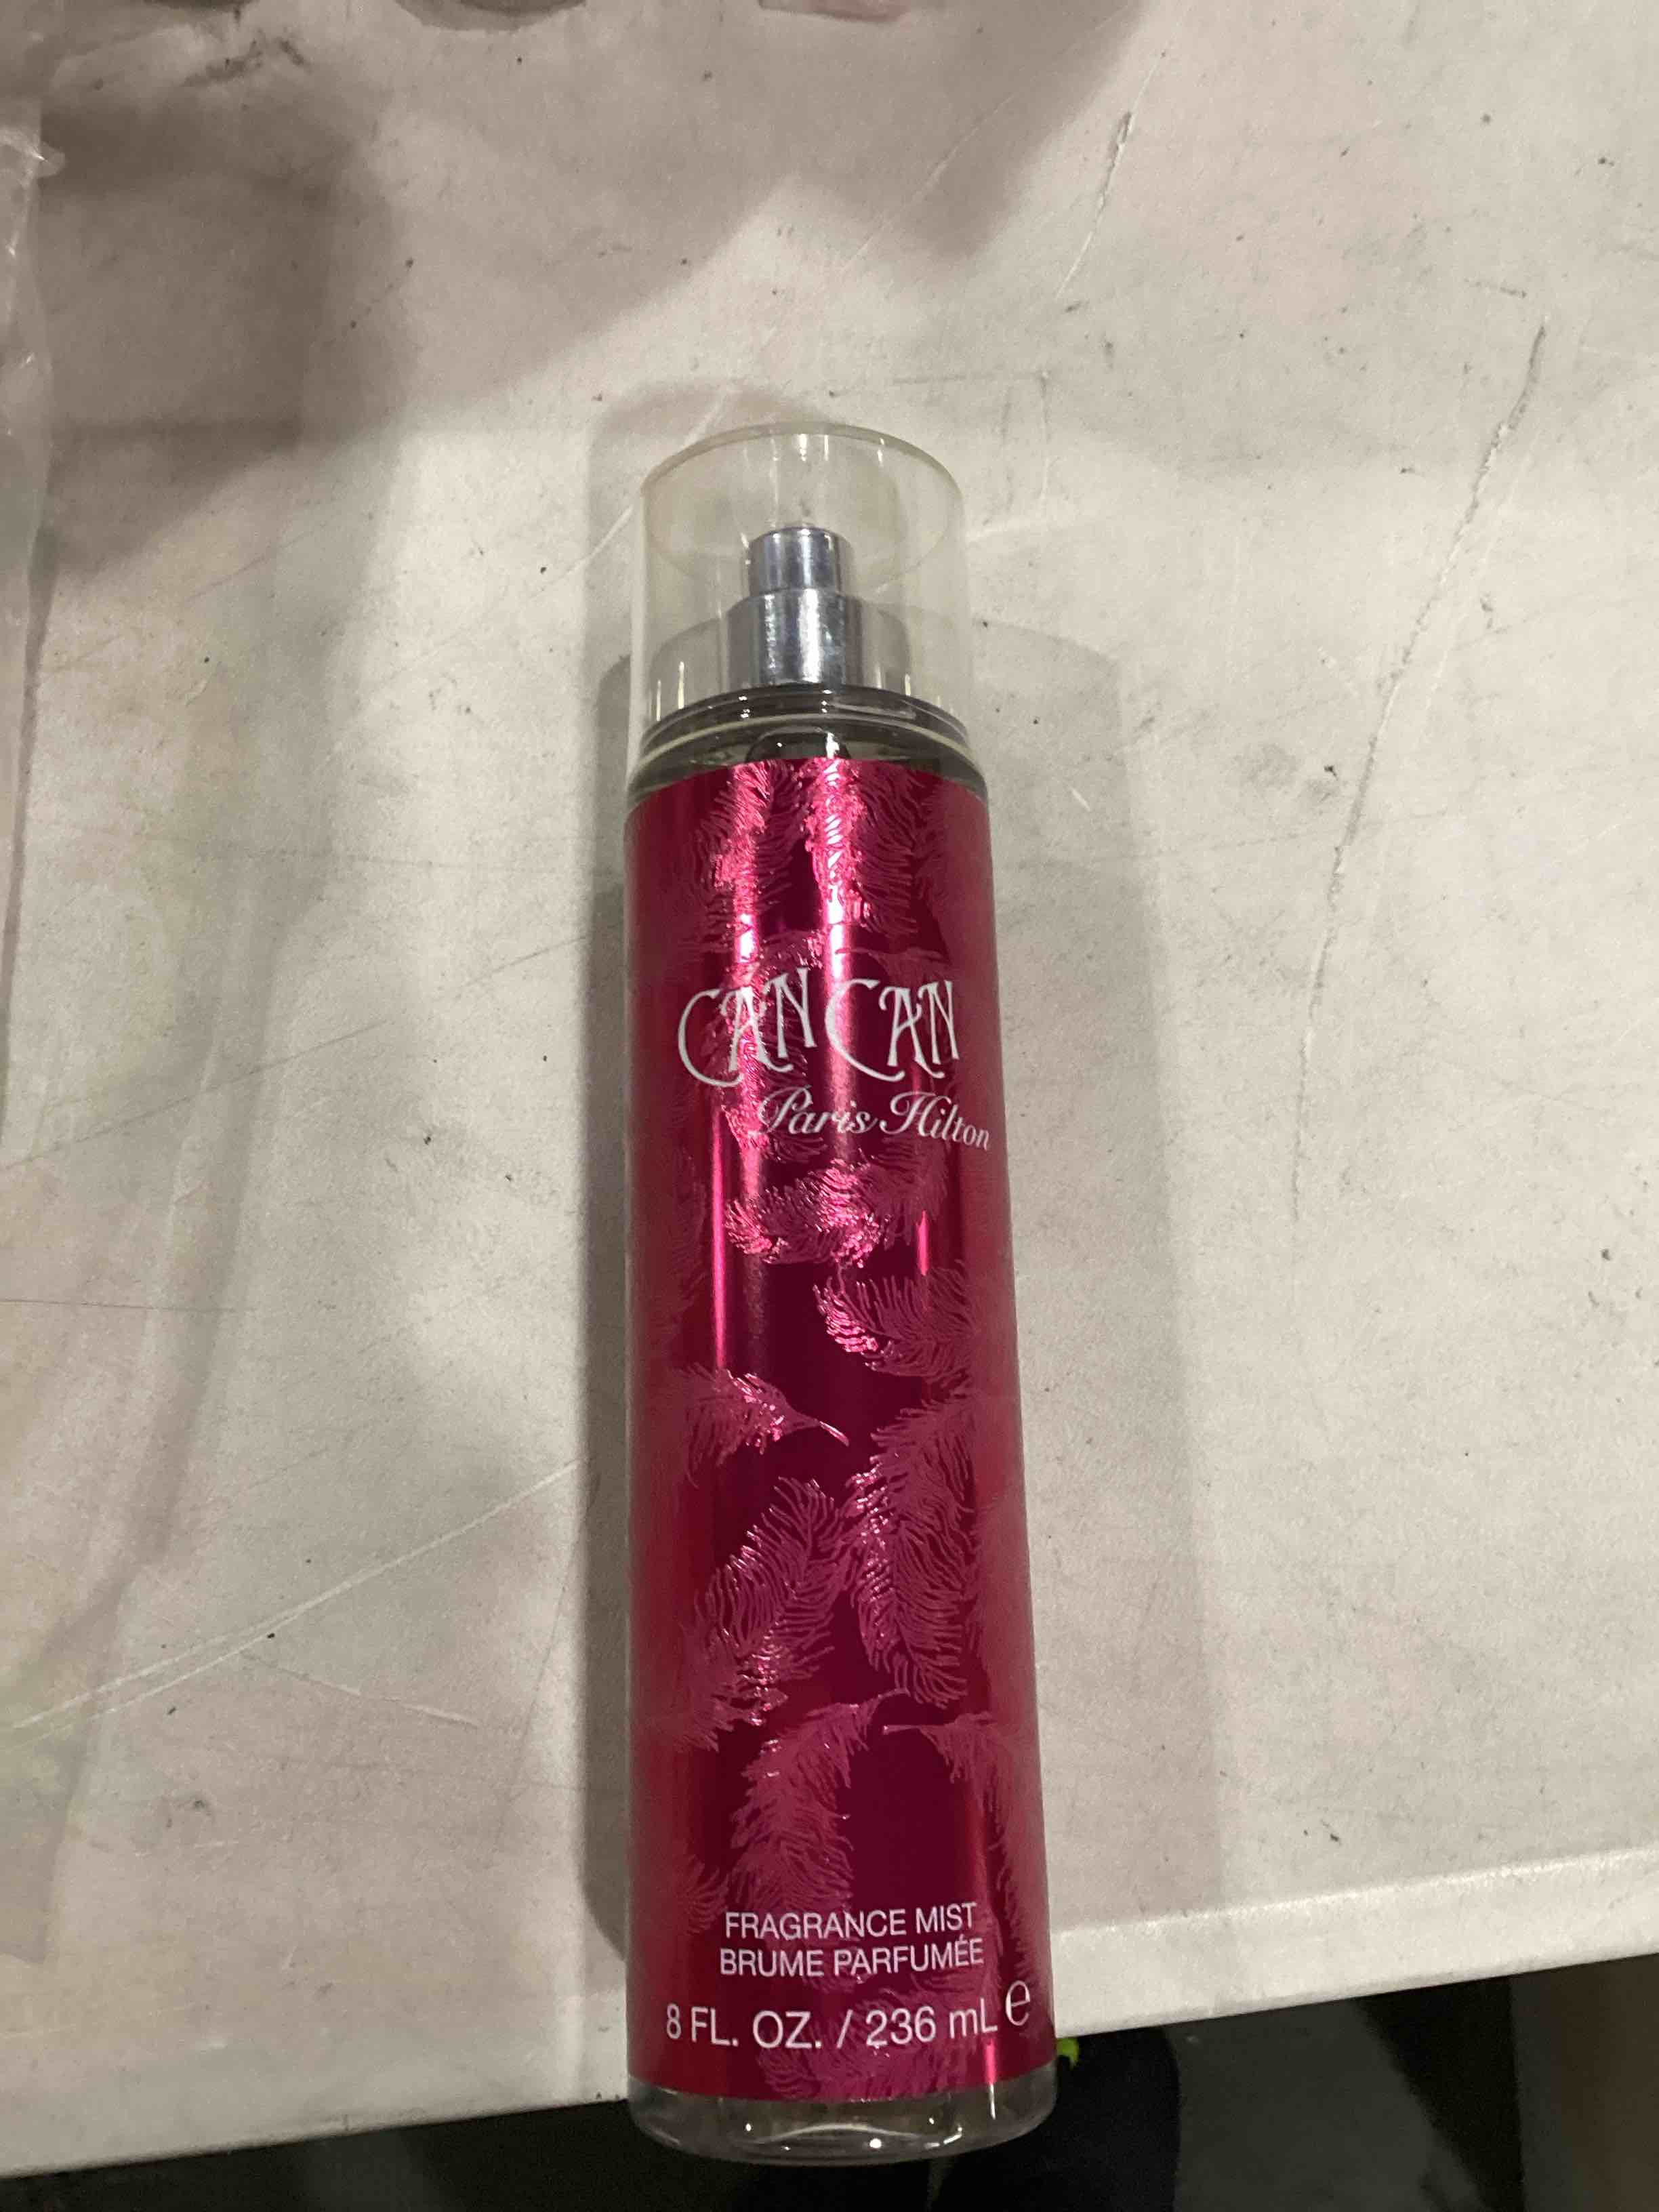 CAN CAN
Paris Hilton
FRAGRANCE MIST
BRUME PARFUMÉE
8 FL. OZ. / 236 mL ℮